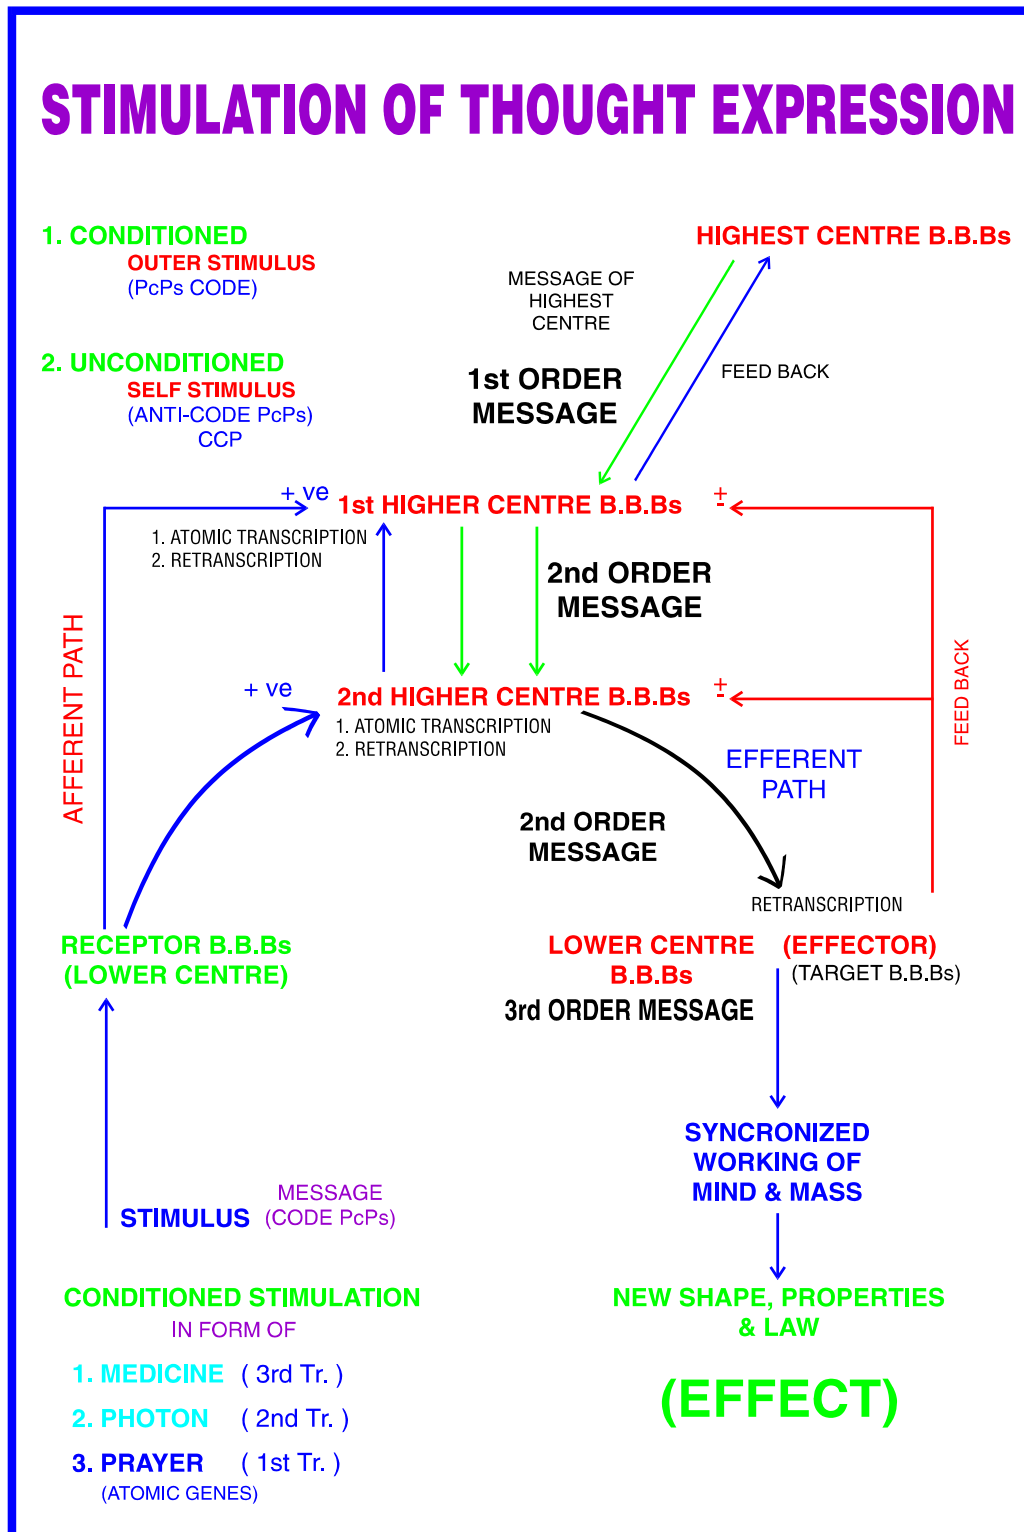 STIMULATION OF THOUGHT EXPRESSION
1. CONDITIONED
OUTER STIMULUS
(PcPs CODE)
2. UNCONDITIONED
SELF STIMULUS
(ANTI-CODE PcPs)
CCP
HIGHEST CENTRE B.B.Bs
MESSAGE OF
HIGHEST
CENTRE
1st ORDER
MESSAGE
FEED BACK
+ ve
1st HIGHER CENTRE B.B.Bs
±
1. ATOMIC TRANSCRIPTION
2. RETRANSCRIPTION
2nd ORDER
MESSAGE
AFFERENT PATH
+ ve
2nd HIGHER CENTRE B.B.Bs
±
1. ATOMIC TRANSCRIPTION
2. RETRANSCRIPTION
FEED BACK
EFFERENT
PATH
2nd ORDER
MESSAGE
RETRANSCRIPTION
RECEPTOR B.B.Bs
(LOWER CENTRE)
LOWER CENTRE (EFFECTOR)
B.B.Bs (TARGET B.B.Bs)
3rd ORDER MESSAGE
SYNCRONIZED
WORKING OF
MIND & MASS
STIMULUS
MESSAGE
(CODE PcPs)
CONDITIONED STIMULATION
IN FORM OF
1. MEDICINE ( 3rd Tr. )
2. PHOTON ( 2nd Tr. )
3. PRAYER ( 1st Tr. )
(ATOMIC GENES)
NEW SHAPE, PROPERTIES
& LAW
(EFFECT)